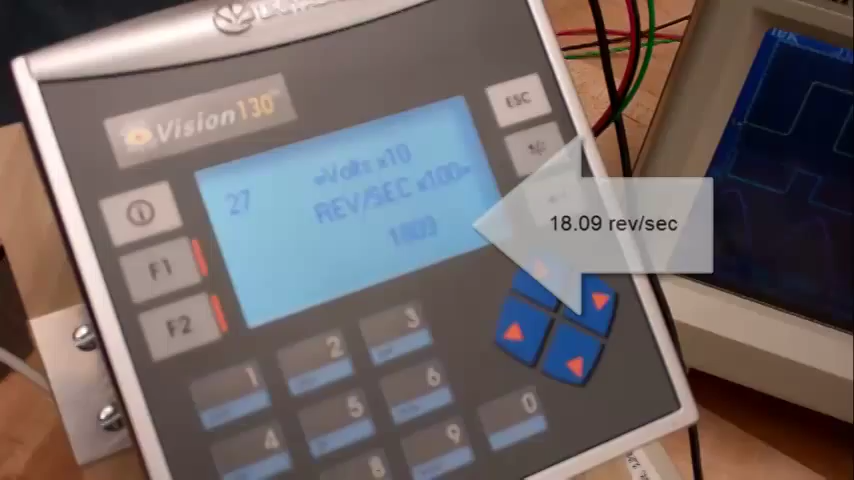 Vision130™
ESC
27
=Volts x10
REV/SEC x100=
1809
18.09 rev/sec
F1
F2
1
2
3
4
5
6
8
9
0